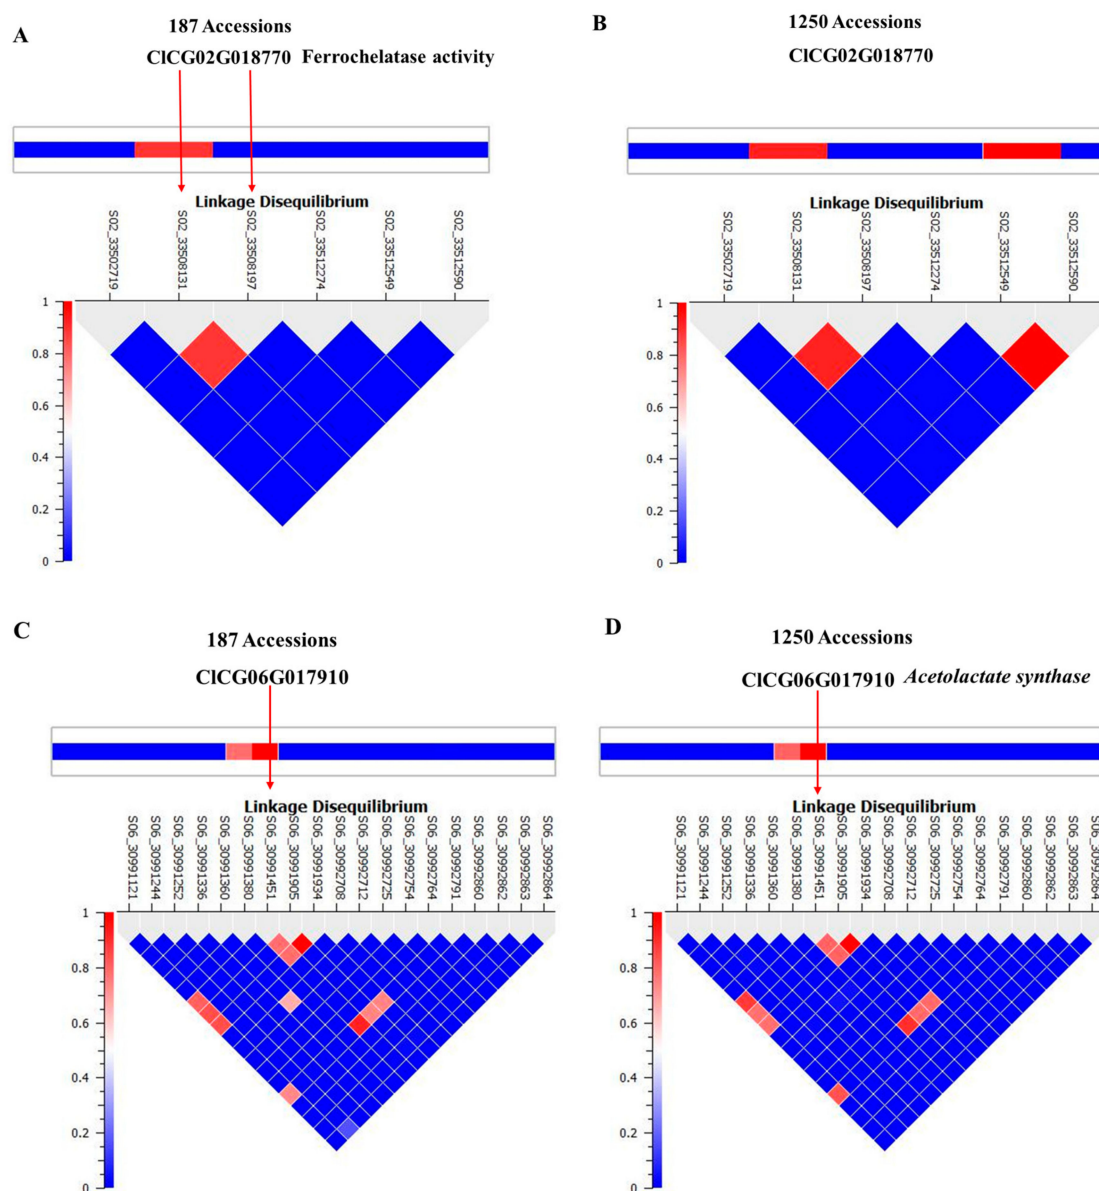 A
187 Accessions
ClCG02G018770 Ferrochelatase activity
Linkage Disequilibrium
S02_33502719
S02_33508131
S02_33508197
S02_33512274
S02_33512549
S02_33512590
1
0.8
0.6
0.4
0.2
0
B
1250 Accessions
ClCG02G018770
Linkage Disequilibrium
S02_33502719
S02_33508131
S02_33508197
S02_33512274
S02_33512549
S02_33512590
1
0.8
0.6
0.4
0.2
0
C
187 Accessions
ClCG06G017910
Linkage Disequilibrium
S06_30991121
S06_30991244
S06_30991252
S06_30991336
S06_30991360
S06_30991380
S06_30991451
S06_30991905
S06_30991934
S06_30992708
S06_30992712
S06_30992725
S06_30992754
S06_30992764
S06_30992791
S06_30992860
S06_30992862
S06_30992863
S06_30992864
1
0.8
0.6
0.4
0.2
0
D
1250 Accessions
ClCG06G017910 Acetolactate synthase
Linkage Disequilibrium
S06_30991121
S06_30991244
S06_30991252
S06_30991336
S06_30991360
S06_30991380
S06_30991451
S06_30991905
S06_30991934
S06_30992708
S06_30992712
S06_30992725
S06_30992754
S06_30992764
S06_30992791
S06_30992860
S06_30992862
S06_30992863
S06_30992864
1
0.8
0.6
0.4
0.2
0